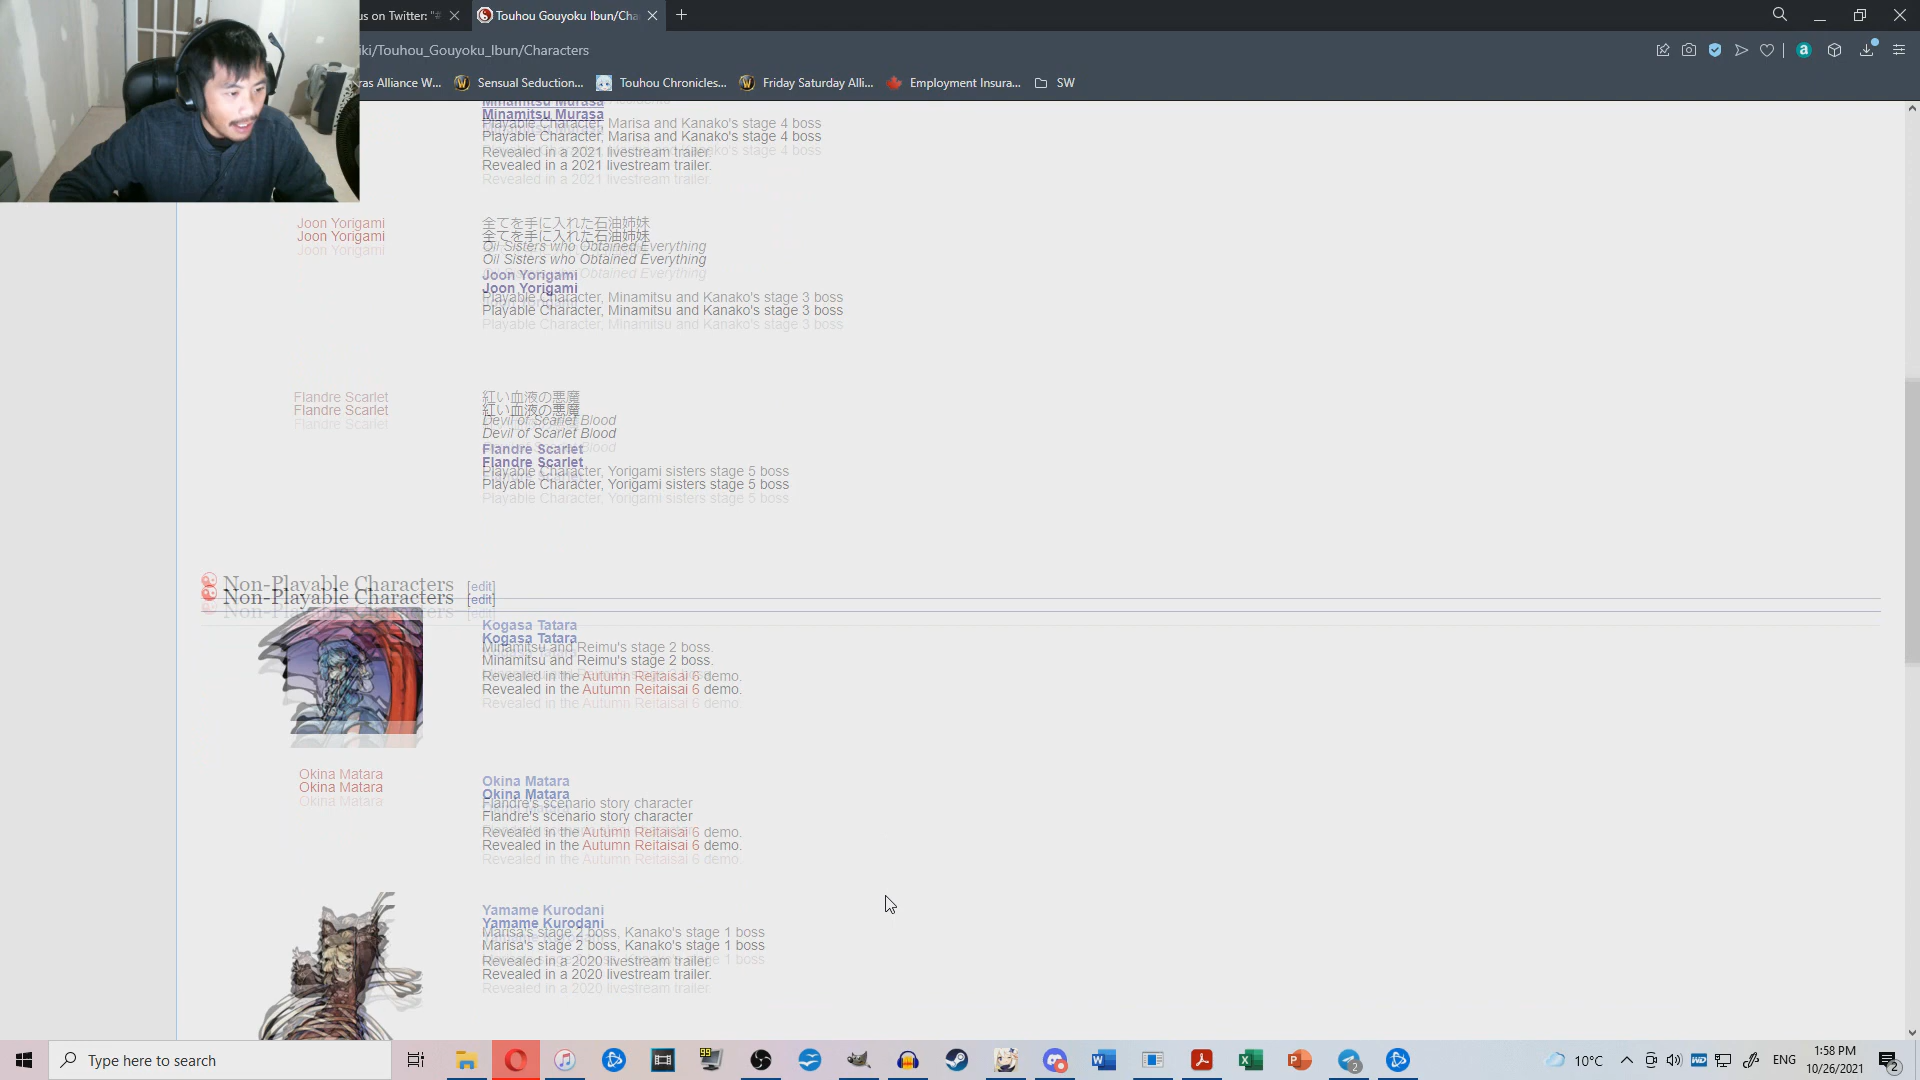 us on Twitter: "#
Touhou Gouyoku Ibun/Cha
iki/Touhou_Gouyoku_Ibun/Characters
ras Alliance W...
Sensual Seduction...
Touhou Chronicles...
Friday Saturday Alli...
Employment Insura...
SW
Minamitsu Murasa
Playable Character, Marisa and Kanako's stage 4 boss
Revealed in a 2021 livestream trailer.
Joon Yorigami
全てを手に入れた石油姉妹
Oil Sisters who Obtained Everything
Joon Yorigami
Playable Character, Minamitsu and Kanako's stage 3 boss
Flandre Scarlet
紅い血液の悪魔
Devil of Scarlet Blood
Flandre Scarlet
Playable Character, Yorigami sisters stage 5 boss
Non-Playable Characters [edit]
Kogasa Tatara
Minamitsu and Reimu's stage 2 boss.
Revealed in the Autumn Reitaisai 6 demo.
Okina Matara
Okina Matara
Flandre's scenario story character
Revealed in the Autumn Reitaisai 6 demo.
Yamame Kurodani
Marisa's stage 2 boss, Kanako's stage 1 boss
Revealed in a 2020 livestream trailer.
Type here to search
10°C
ENG
1:58 PM
10/26/2021